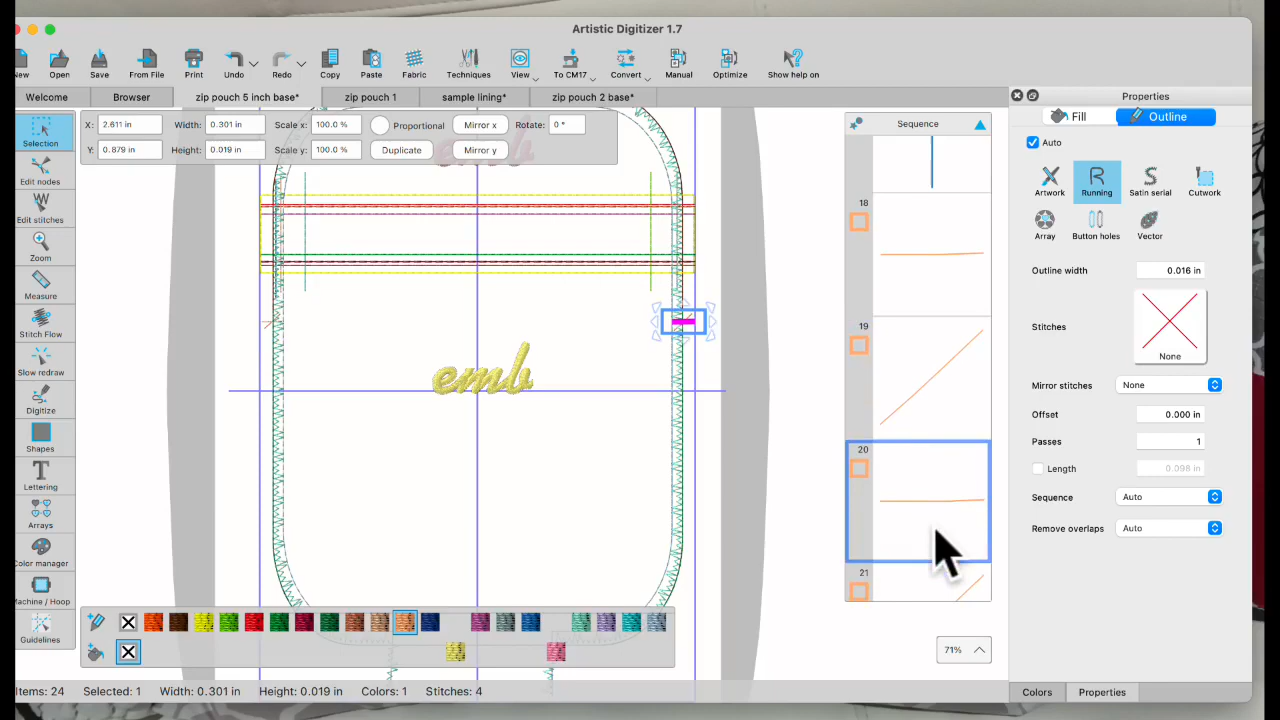 Artistic Digitizer 1.7
New Open Save From File Print Undo Redo Copy Paste Fabric Techniques View To CM17 Convert Manual Optimize Show help on
Welcome Browser zip pouch 5 inch base* zip pouch 1 sample lining* zip pouch 2 base*
X: 2.611 in Width: 0.301 in Scale x: 100.0 % Proportional Mirror x Rotate: 0 °
Y: 0.879 in Height: 0.019 in Scale y: 100.0 % Duplicate Mirror y
Selection
Edit nodes
Edit stitches
Zoom
Measure
Stitch Flow
Slow redraw
Digitize
Shapes
Lettering
Arrays
Color manager
Machine / Hoop
Guidelines
emb
emb
Sequence
18
19
20
21
71%
Properties
Fill Outline
Auto
Artwork Running Satin serial Cutwork
Array Button holes Vector
Outline width 0.016 in
Stitches
None
Mirror stitches None
Offset 0.000 in
Passes 1
Length 0.098 in
Sequence Auto
Remove overlaps Auto
Items: 24 Selected: 1 Width: 0.301 in Height: 0.019 in Colors: 1 Stitches: 4
Colors Properties